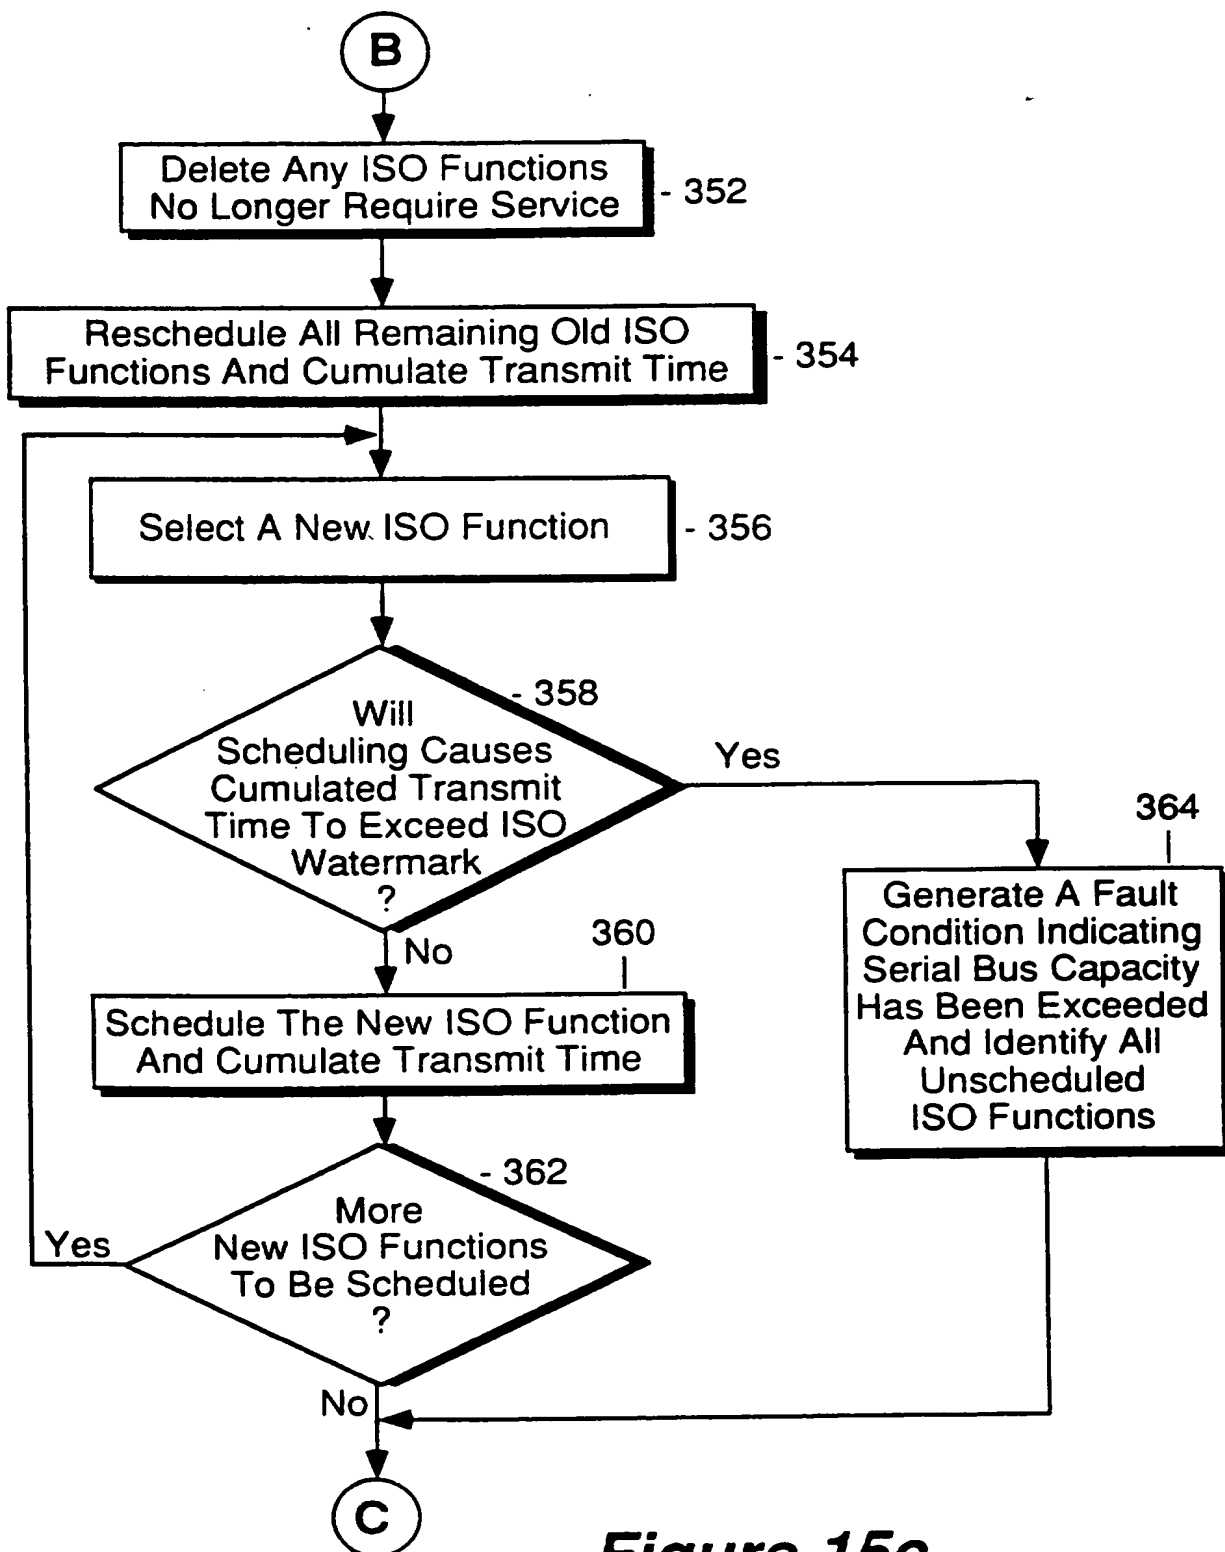 B
Delete Any ISO Functions
No Longer Require Service
- 352
Reschedule All Remaining Old ISO
Functions And Cumulate Transmit Time
- 354
Select A New ISO Function
- 356
- 358
Will
Scheduling Causes
Cumulated Transmit
Time To Exceed ISO
Watermark
?
Yes
No
364
Generate A Fault
Condition Indicating
Serial Bus Capacity
Has Been Exceeded
And Identify All
Unscheduled
ISO Functions
360
Schedule The New ISO Function
And Cumulate Transmit Time
- 362
More
New ISO Functions
To Be Scheduled
?
Yes
No
C